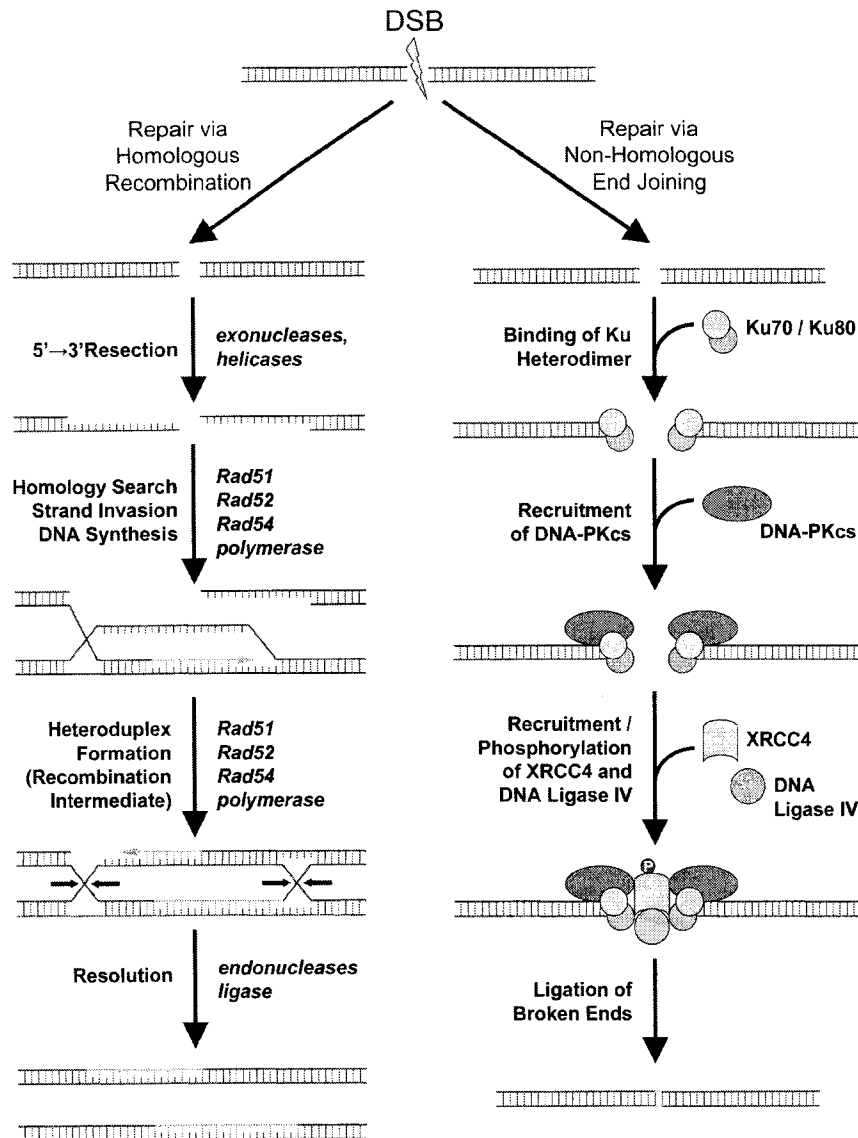 DSB
Repair via
Homologous
Recombination
Repair via
Non-Homologous
End Joining
5'→3'Resection
exonucleases,
helicases
Homology Search
Strand Invasion
DNA Synthesis
Rad51
Rad52
Rad54
polymerase
Heteroduplex
Formation
(Recombination
Intermediate)
Rad51
Rad52
Rad54
polymerase
Resolution
endonucleases
ligase
Binding of Ku
Heterodimer
Ku70 / Ku80
Recruitment
of DNA-PKcs
DNA-PKcs
Recruitment /
Phosphorylation
of XRCC4 and
DNA Ligase IV
XRCC4
DNA
Ligase IV
P
Ligation of
Broken Ends